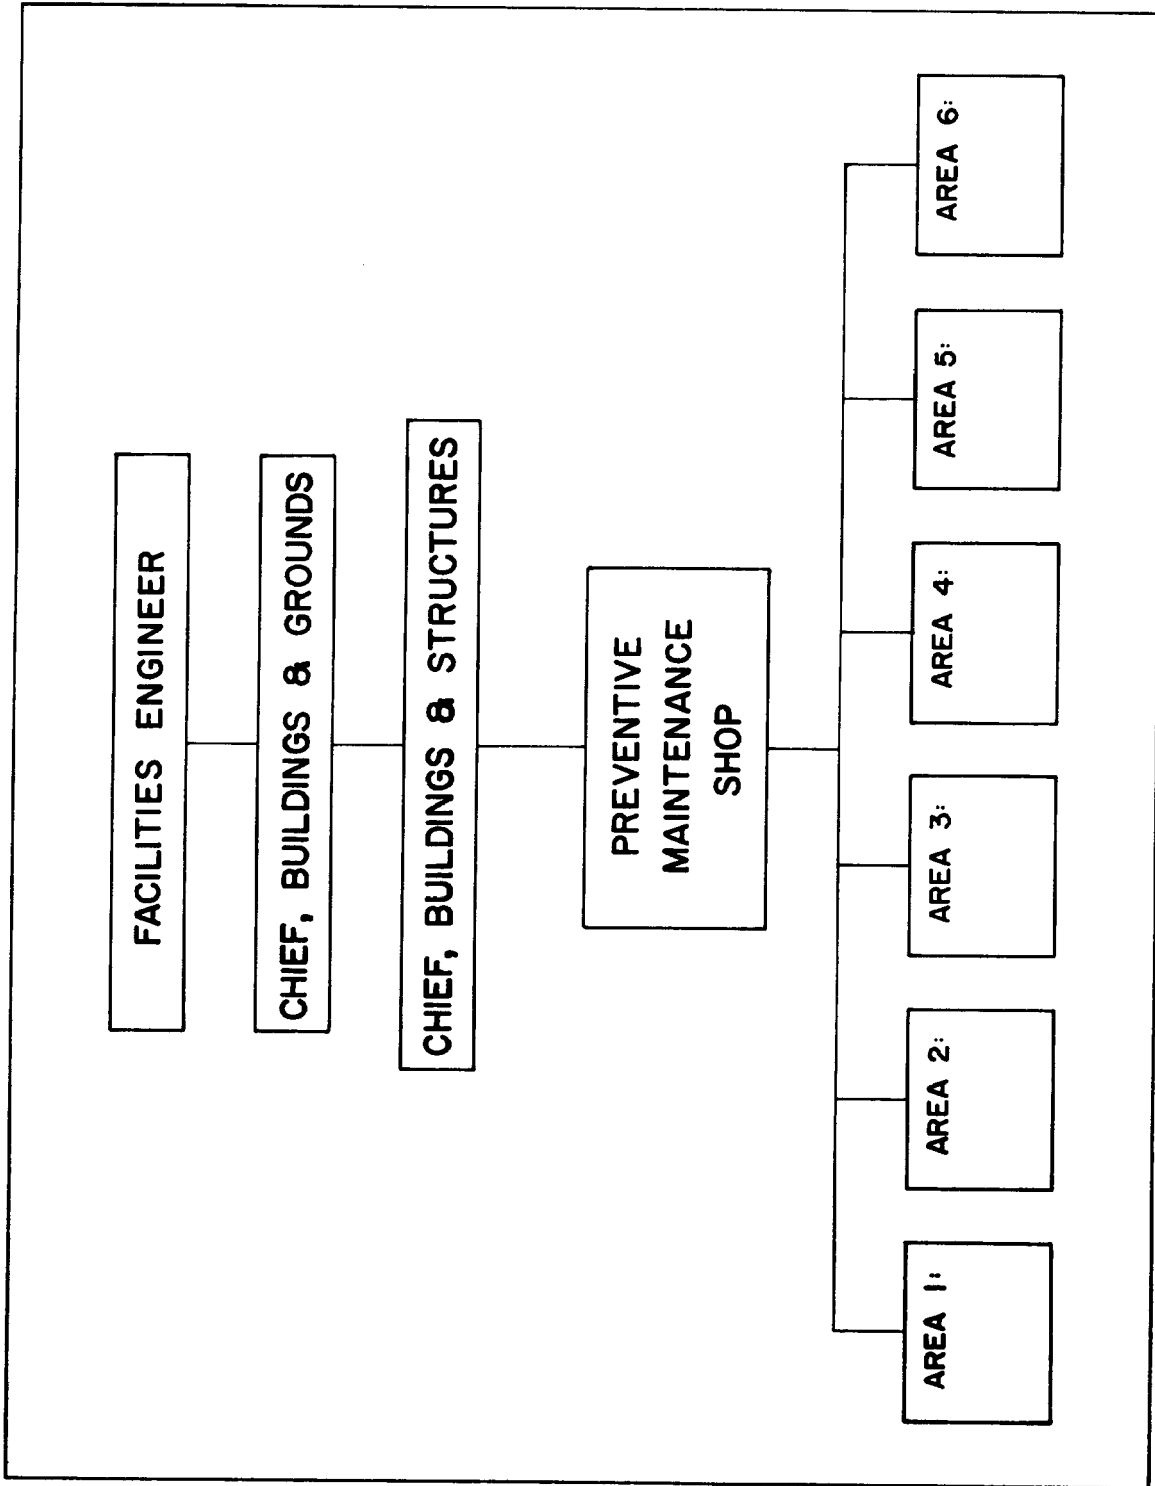 FACILITIES ENGINEER
CHIEF, BUILDINGS & GROUNDS
CHIEF, BUILDINGS & STRUCTURES
PREVENTIVE
MAINTENANCE
SHOP
AREA 1:
AREA 2:
AREA 3:
AREA 4:
AREA 5:
AREA 6: